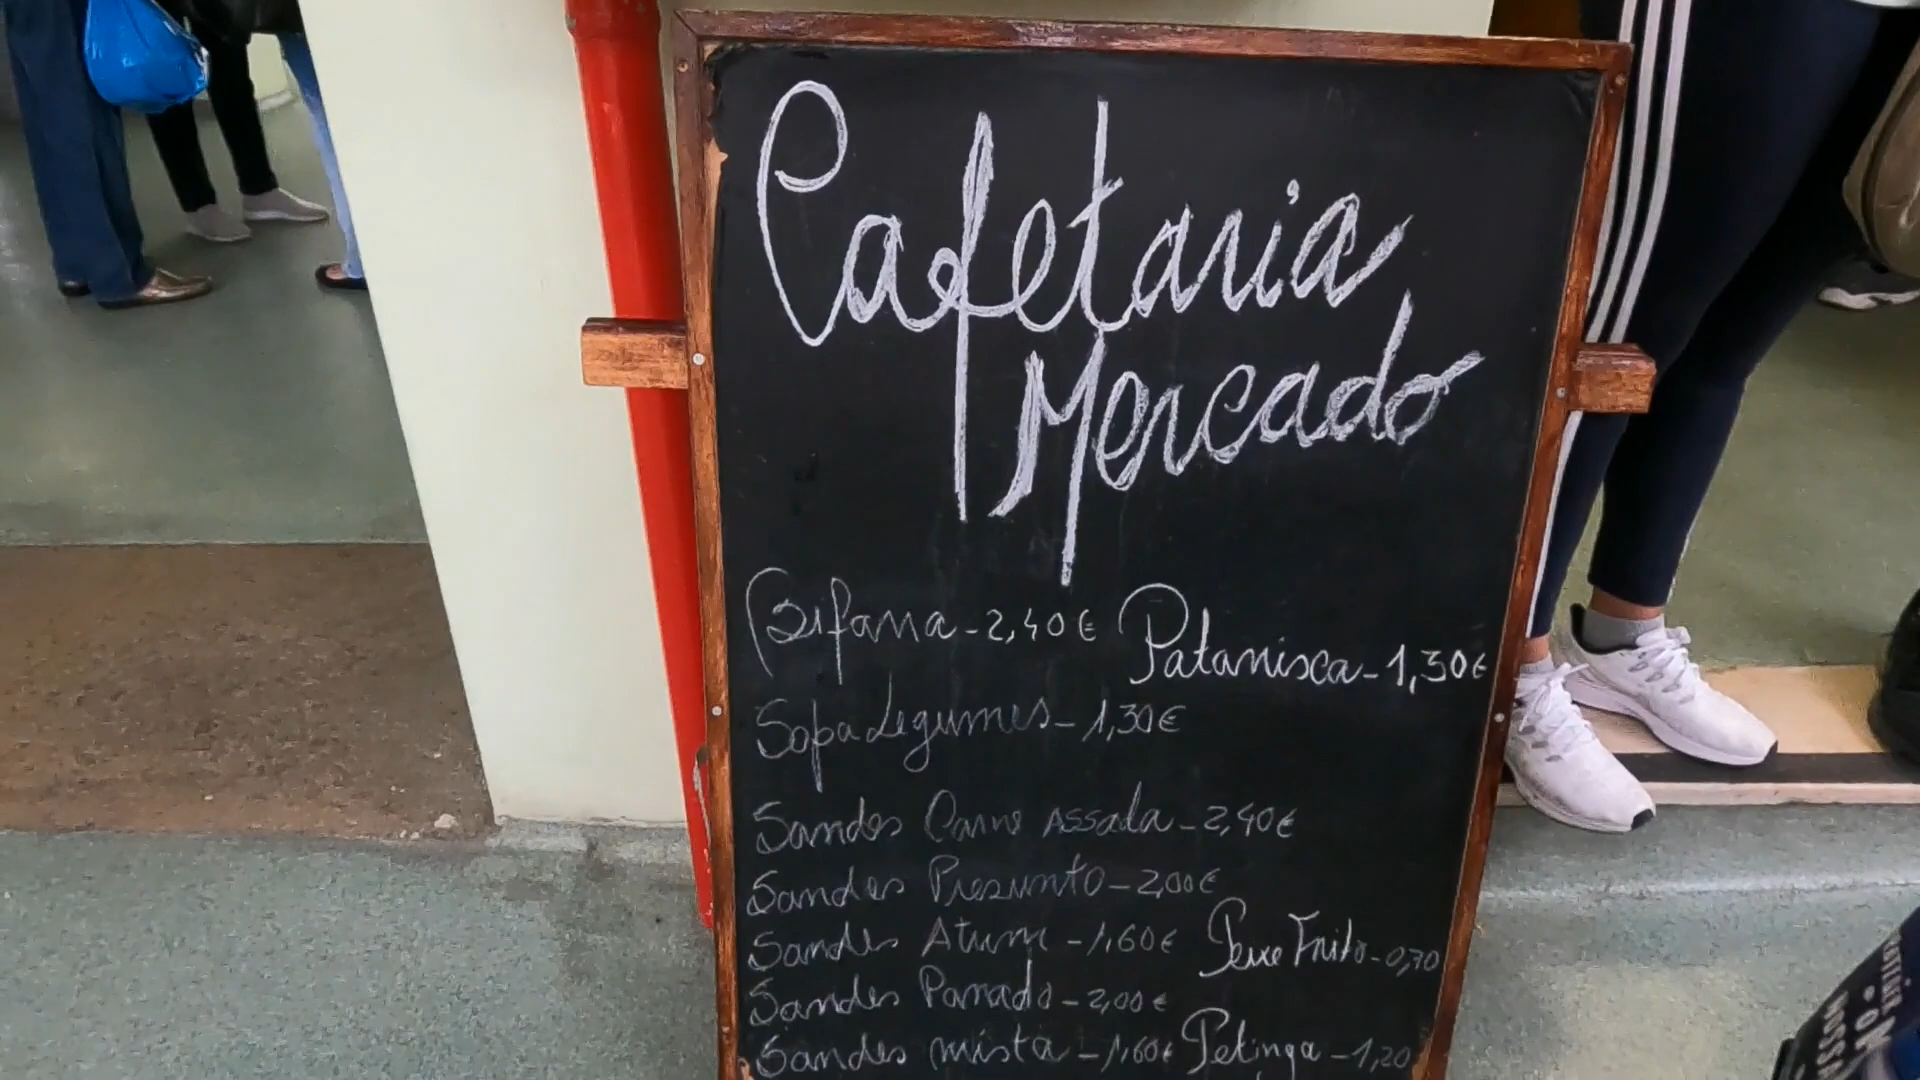 Cafetaria
Mercado
Bifana - 2,40€
Patanisca - 1,30€
Sopa Legumes - 1,30€
Sandes Carne Assada - 2,40€
Sandes Presunto - 2,00€
Sandes Atum - 1,60€
Peixe Frito - 0,70
Sandes Panado - 2,00€
Sandes mista - 1,60€
Petinga - 1,20